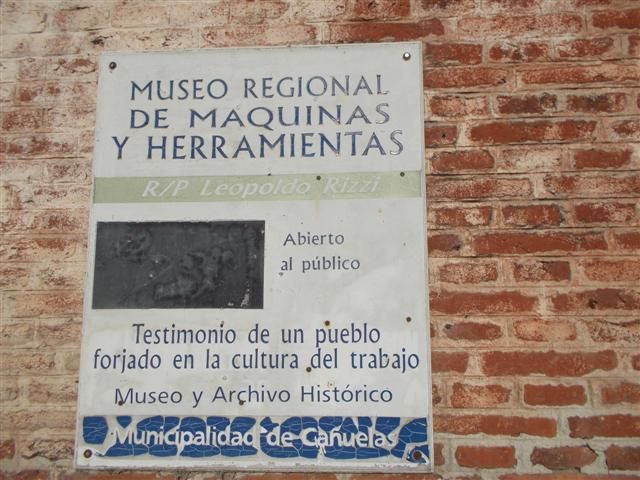 MUSEO REGIONAL
DE MAQUINAS
Y HERRAMIENTAS
R/P Leopoldo Rizzi
Abierto
al público
Testimonio de un pueblo
forjado en la cultura del trabajo
Museo y Archivo Histórico
Municipalidad de Cañuelas